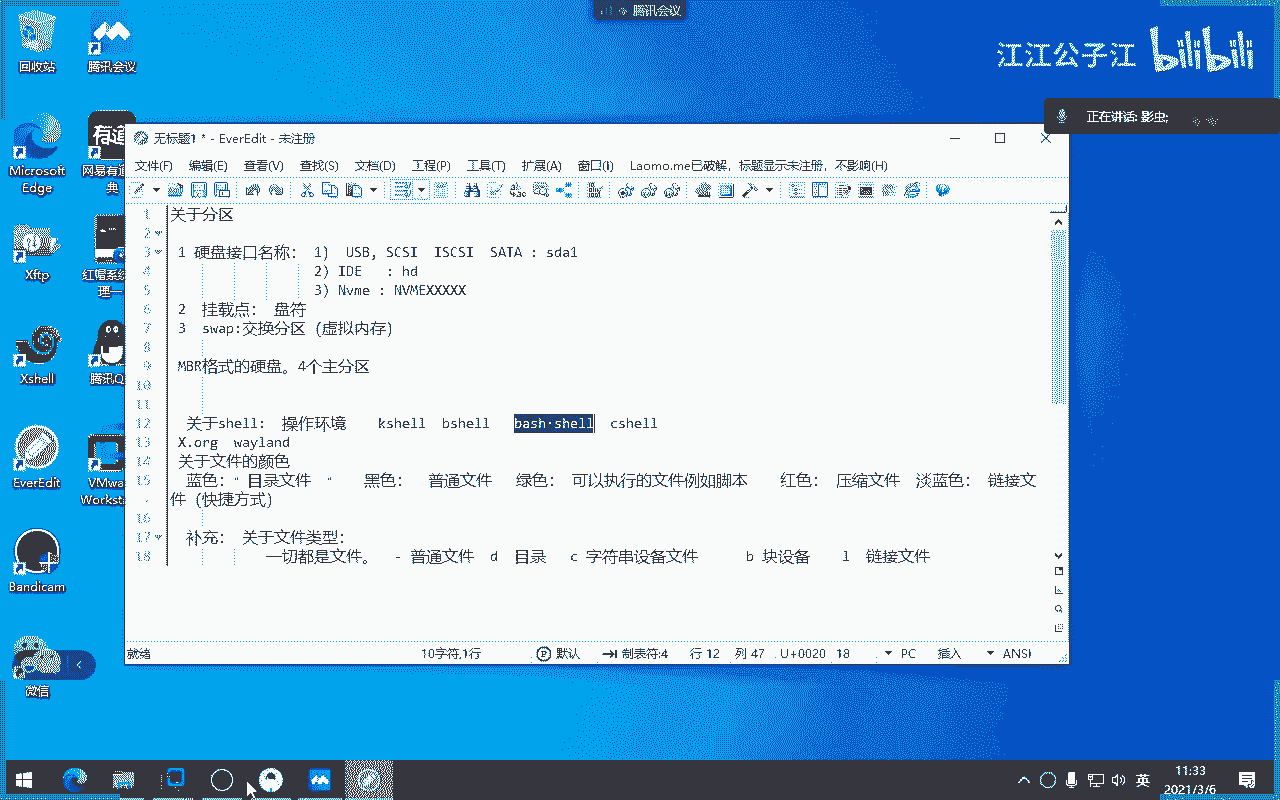 腾讯会议
江江公子江 bilibili
正在讲话: 影虫;
回收站
腾讯会议
Microsoft Edge
网易有道
典
Xftp
红帽系统
理一
Xshell
腾讯Q
EverEdit
VMwa
Workst
Bandicam
微信
无标题1 * - EverEdit - 未注册
文件(F) 编辑(E) 查看(V) 查找(S) 文档(D) 工程(P) 工具(T) 扩展(A) 窗口(I) Laomo.me已破解，标题显示未注册，不影响(H)
1 关于分区
2
3 1 硬盘接口名称： 1) USB, SCSI ISCSI SATA : sda1
4 2) IDE : hd
5 3) Nvme : NVMEXXXXX
6 2 挂载点： 盘符
7 3 swap:交换分区（虚拟内存）
8
9 MBR格式的硬盘。4个主分区
10
11
12 关于shell: 操作环境 kshell bshell bash·shell cshell
13 X.org wayland
14 关于文件的颜色
15 蓝色：" 目录文件 " 黑色： 普通文件 绿色： 可以执行的文件例如脚本 红色： 压缩文件 淡蓝色： 链接文
件（快捷方式）
16
17 补充： 关于文件类型：
18 一切都是文件。 - 普通文件 d 目录 c 字符串设备文件 b 块设备 l 链接文件
就绪 10字符,1行 默认 制表符:4 行 12 列 47 U+0020 18 PC 插入 ANSI
英 11:33
2021/3/6